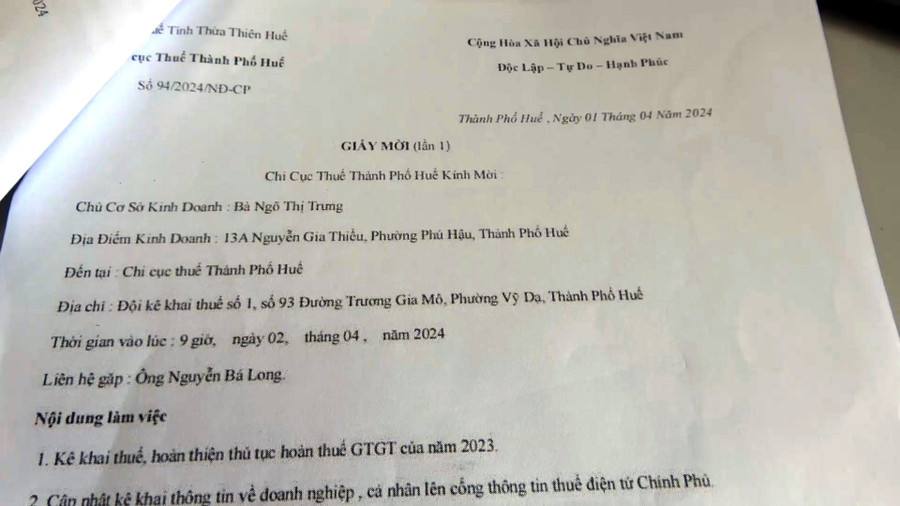 2024
uế Tỉnh Thừa Thiên Huế
cục Thuế Thành Phố Huế
Số 94/2024/NĐ-CP
Cộng Hòa Xã Hội Chủ Nghĩa Việt Nam
Độc Lập – Tự Do – Hạnh Phúc
Thành Phố Huế , Ngày 01 Tháng 04 Năm 2024
GIẤY MỜI (lần 1)
Chi Cục Thuế Thành Phố Huế Kính Mời :
Chủ Cơ Sở Kinh Doanh : Bà Ngô Thị Trưng
Địa Điểm Kinh Doanh : 13A Nguyễn Gia Thiều, Phường Phú Hậu, Thành Phố Huế
Đến tại : Chi cục thuế Thành Phố Huế
Địa chỉ : Đội kê khai thuế số 1, số 93 Đường Trương Gia Mô, Phường Vỹ Dạ, Thành Phố Huế
Thời gian vào lúc : 9 giờ, ngày 02, tháng 04 , năm 2024
Liên hệ gặp : Ông Nguyễn Bá Long.
Nội dung làm việc
1. Kê khai thuế, hoàn thiện thủ tục hoàn thuế GTGT của năm 2023.
2. Cập nhật kê khai thông tin về doanh nghiệp , cá nhân lên cổng thông tin thuế điện tử Chính Phủ.